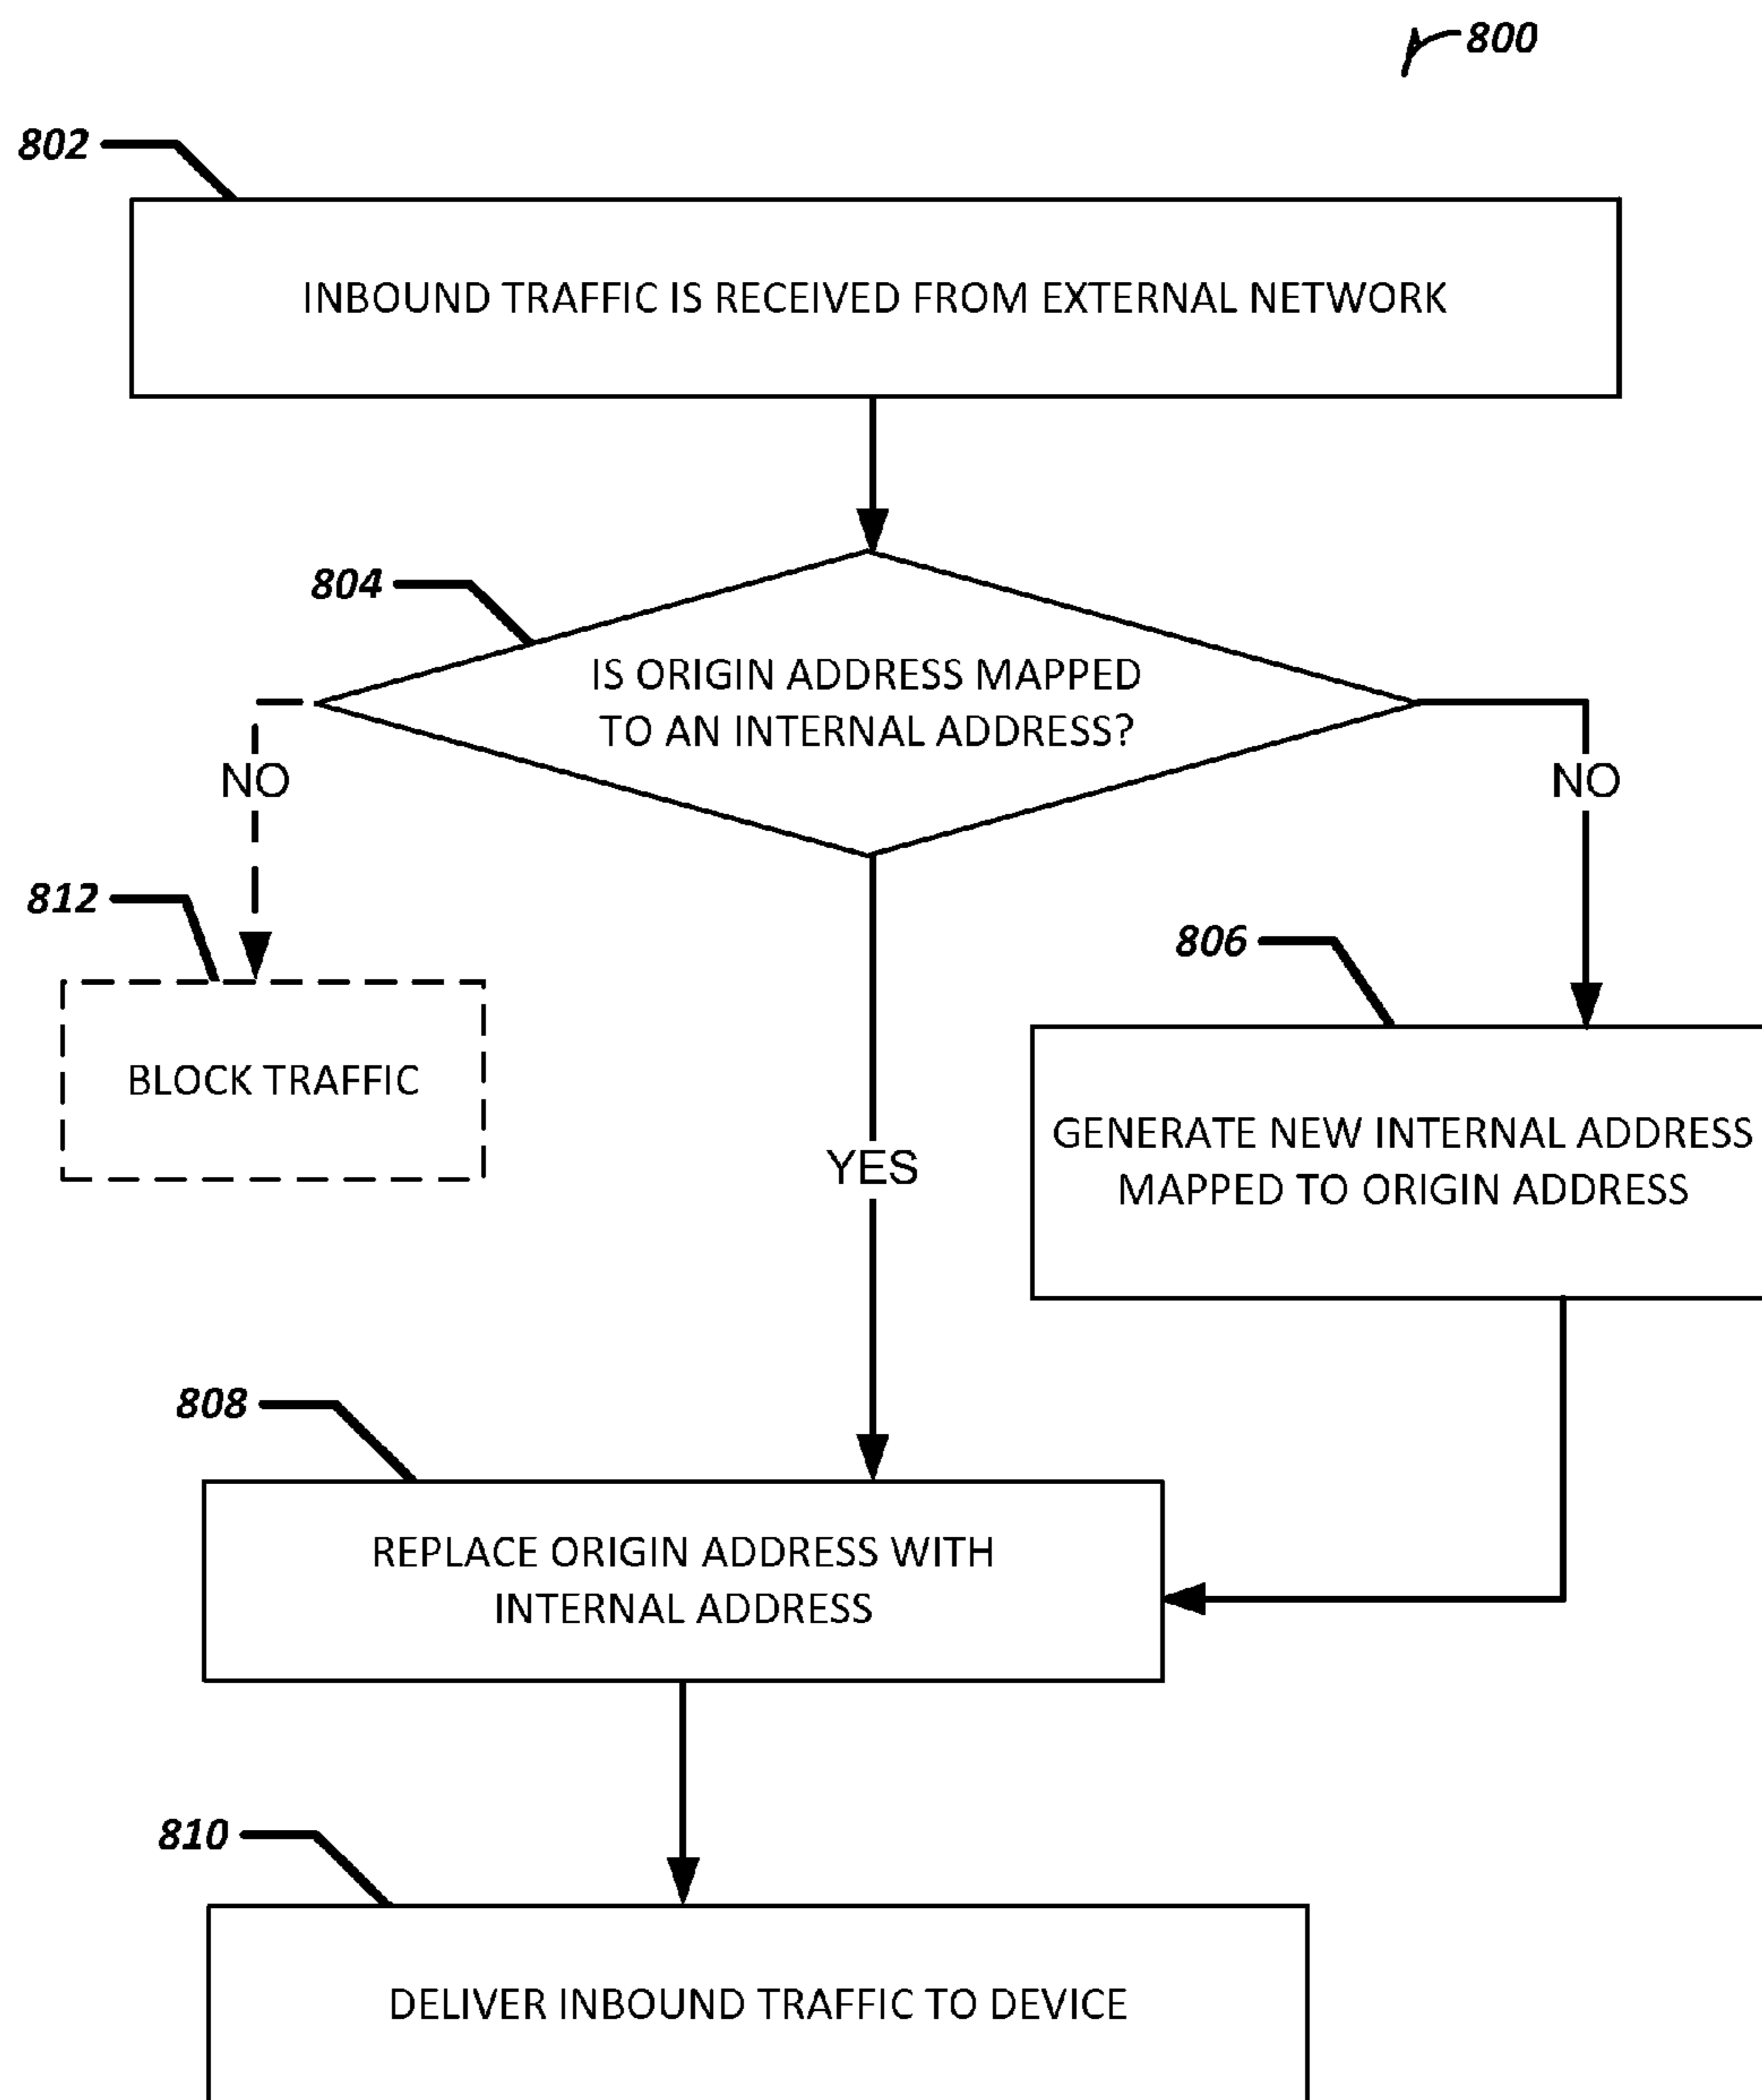 800
802
INBOUND TRAFFIC IS RECEIVED FROM EXTERNAL NETWORK
804
IS ORIGIN ADDRESS MAPPED
TO AN INTERNAL ADDRESS?
NO
NO
812
806
BLOCK TRAFFIC
GENERATE NEW INTERNAL ADDRESS
MAPPED TO ORIGIN ADDRESS
YES
808
REPLACE ORIGIN ADDRESS WITH
INTERNAL ADDRESS
810
DELIVER INBOUND TRAFFIC TO DEVICE